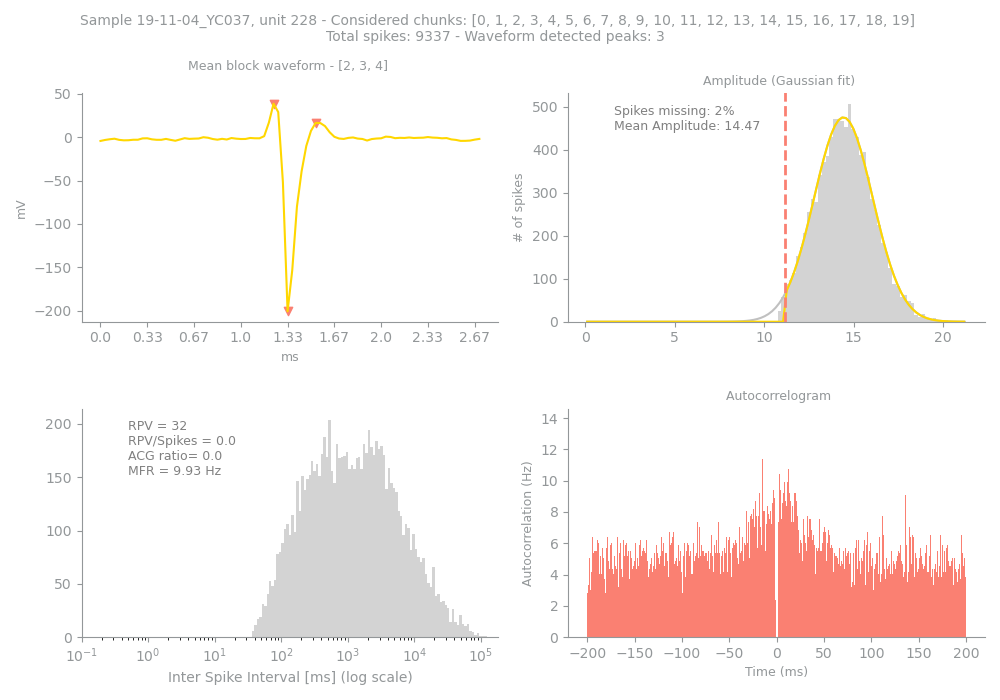 Sample 19-11-04_YC037, unit 228 - Considered chunks: [0, 1, 2, 3, 4, 5, 6, 7, 8, 9, 10, 11, 12, 13, 14, 15, 16, 17, 18, 19]
Total spikes: 9337 - Waveform detected peaks: 3
Mean block waveform - [2, 3, 4]
50
0
−50
−100
−150
−200
mV
0.0 0.33 0.67 1.0 1.33 1.67 2.0 2.33 2.67
ms
Amplitude (Gaussian fit)
Spikes missing: 2%
Mean Amplitude: 14.47
500
400
300
200
100
0
# of spikes
0 5 10 15 20
RPV = 32
RPV/Spikes = 0.0
ACG ratio= 0.0
MFR = 9.93 Hz
200
150
100
50
0
10⁻¹ 10⁰ 10¹ 10² 10³ 10⁴ 10⁵
Inter Spike Interval [ms] (log scale)
Autocorrelogram
14
12
10
8
6
4
2
0
Autocorrelation (Hz)
−200 −150 −100 −50 0 50 100 150 200
Time (ms)